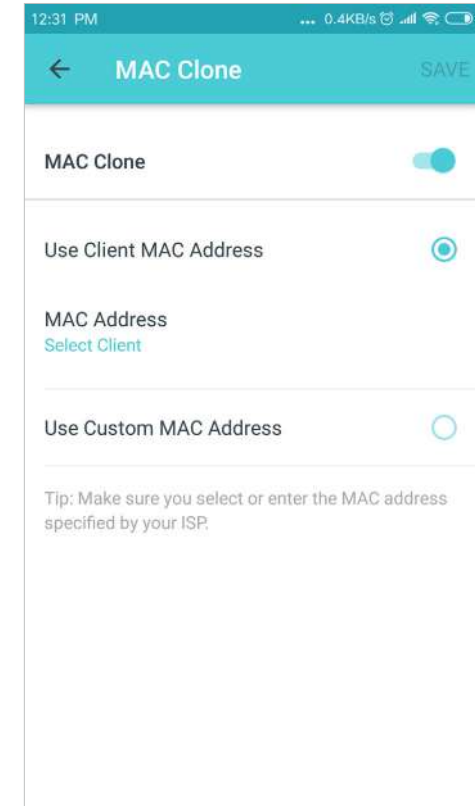 12:31 PM ... 0.4KB/s
MAC Clone SAVE
MAC Clone
Use Client MAC Address
MAC Address
Select Client
Use Custom MAC Address
Tip: Make sure you select or enter the MAC address
specified by your ISP.